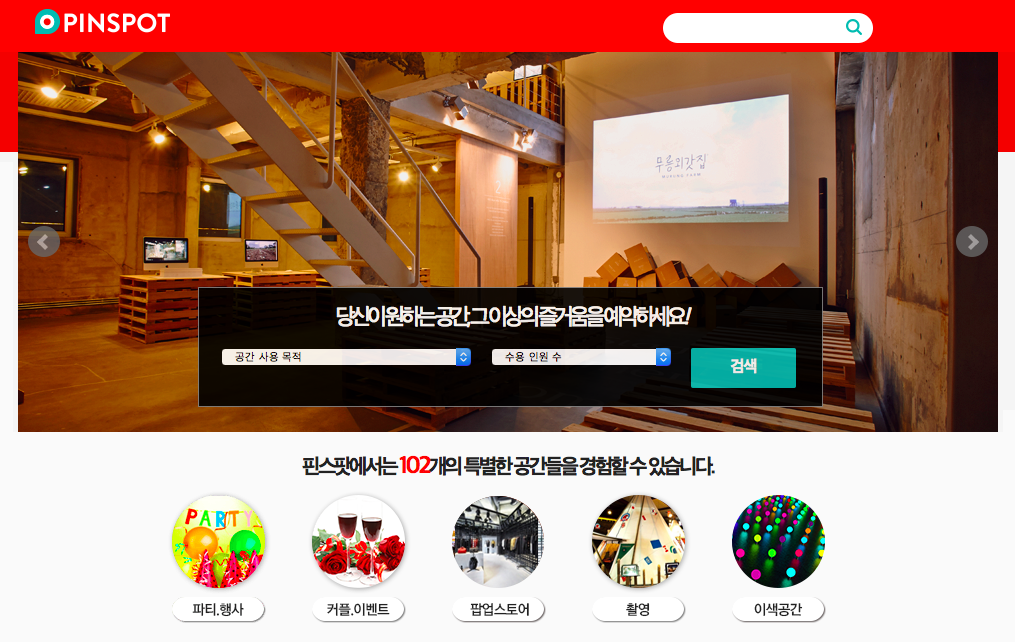 PINSPOT
무릉외갓집
당신이 원하는 공간, 그 이상의 즐거움을 예약하세요!
공간 사용 목적
수용 인원 수
검색
핀스팟에서는 102개의 특별한 공간들을 경험할 수 있습니다.
PARTY
파티.행사
커플.이벤트
팝업스토어
촬영
이색공간